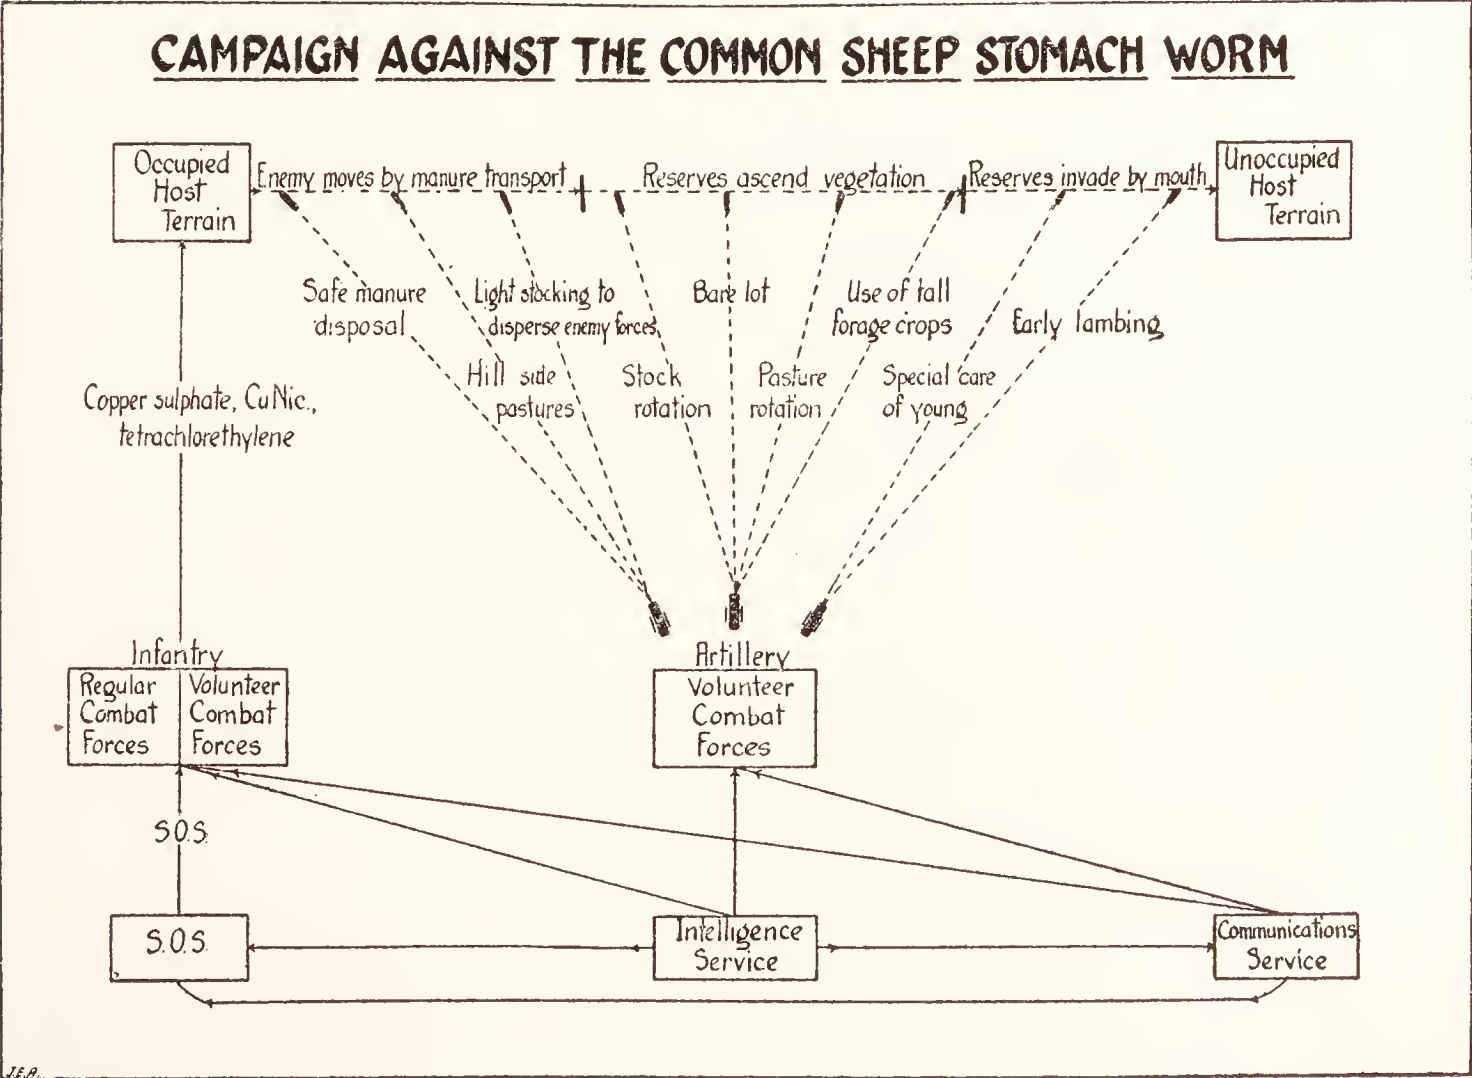 CAMPAIGN AGAINST THE COMMON SHEEP STOMACH WORM
Occupied
Host
Terrain
Enemy moves by manure transport
Reserves ascend vegetation
Reserves invade by mouth
Unoccupied
Host
Terrain
Safe manure
disposal
Light stocking to
disperse enemy forces
Bare lot
Use of tall
forage crops
Early lambing
Hill side
pastures
Stock
rotation
Pasture
rotation
Special care
of young
Copper sulphate, CuNic.,
tetrachlorethylene
Infantry
Regular
Combat
Forces
Volunteer
Combat
Forces
Artillery
Volunteer
Combat
Forces
S.O.S.
S.O.S.
Intelligence
Service
Communications
Service
J.E.A.